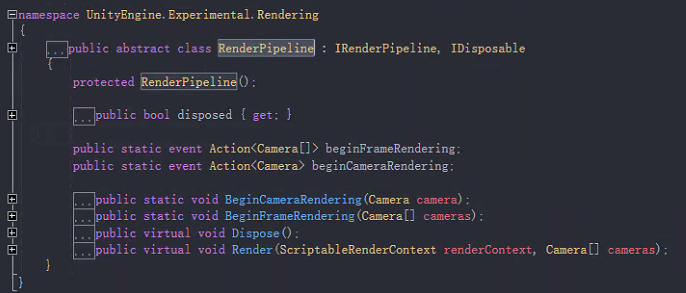 namespace UnityEngine.Experimental.Rendering
{
...public abstract class RenderPipeline : IRenderPipeline, IDisposable
{
protected RenderPipeline();
...public bool disposed { get; }
public static event Action<Camera[]> beginFrameRendering;
public static event Action<Camera> beginCameraRendering;
...public static void BeginCameraRendering(Camera camera);
...public static void BeginFrameRendering(Camera[] cameras);
...public virtual void Dispose();
...public virtual void Render(ScriptableRenderContext renderContext, Camera[] cameras);
}
}